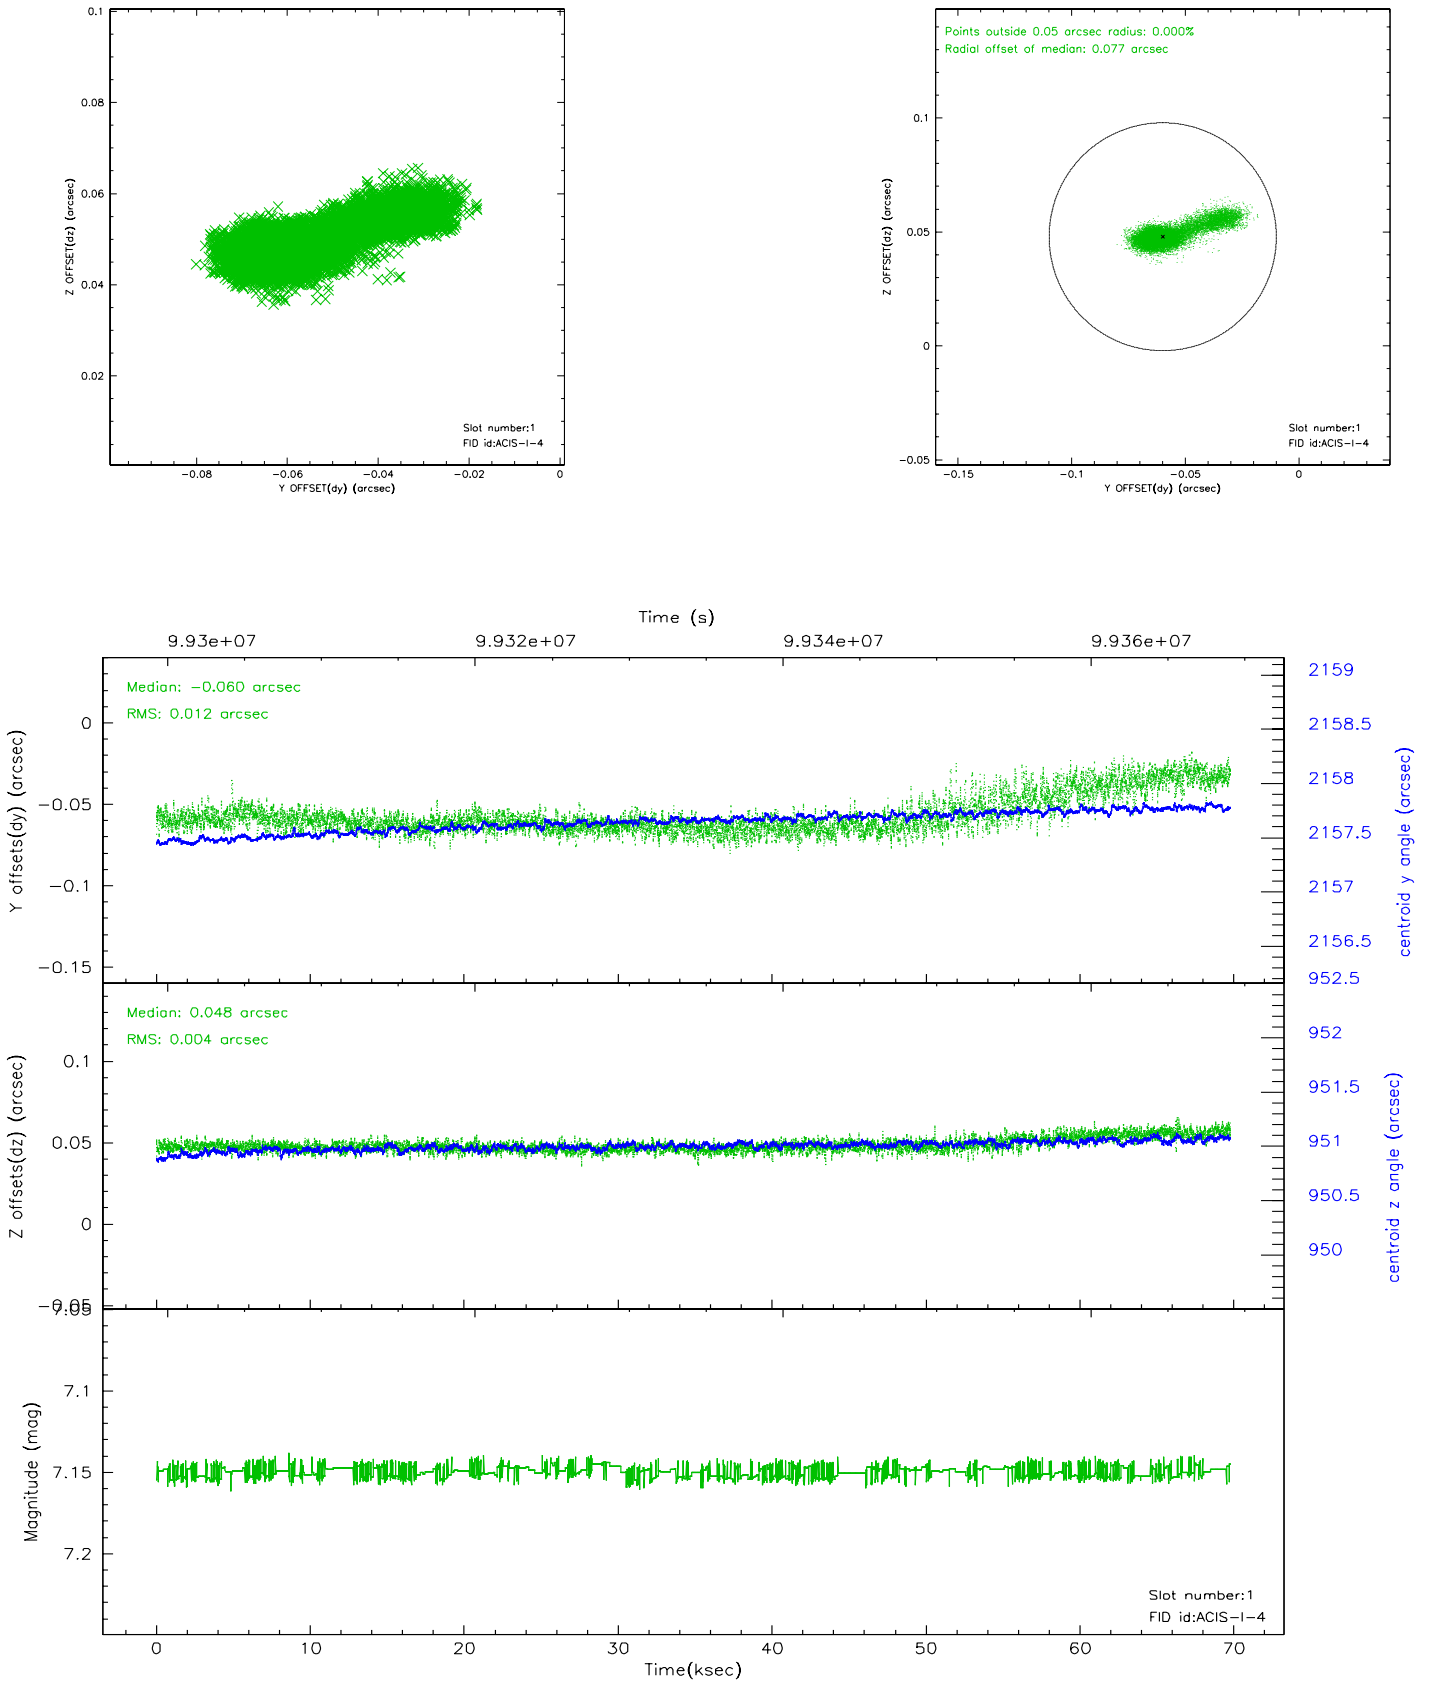 0.1
0.08
0.06
0.04
0.02
Z OFFSET(dz) (arcsec)
Slot number:1
FID id:ACIS-I-4
-0.08 -0.06 -0.04 -0.02 0
Y OFFSET(dy) (arcsec)
Points outside 0.05 arcsec radius: 0.000%
Radial offset of median: 0.077 arcsec
0.1
0.05
0
-0.05
Z OFFSET(dz) (arcsec)
Slot number:1
FID id:ACIS-I-4
-0.15 -0.1 -0.05 0
Y OFFSET(dy) (arcsec)
Time (s)
9.93e+07 9.932e+07 9.934e+07 9.936e+07
Median: -0.060 arcsec
RMS: 0.012 arcsec
0
-0.05
-0.1
-0.15
Y offsets(dy) (arcsec)
2159
2158.5
2158
2157.5
2157
2156.5
centroid y angle (arcsec)
952.5
Median: 0.048 arcsec
RMS: 0.004 arcsec
0.1
0.05
0
-0.05
Z offsets(dz) (arcsec)
952
951.5
951
950.5
950
centroid z angle (arcsec)
7.05
7.1
7.15
7.2
Magnitude (mag)
Slot number:1
FID id:ACIS-I-4
0 10 20 30 40 50 60 70
Time(ksec)